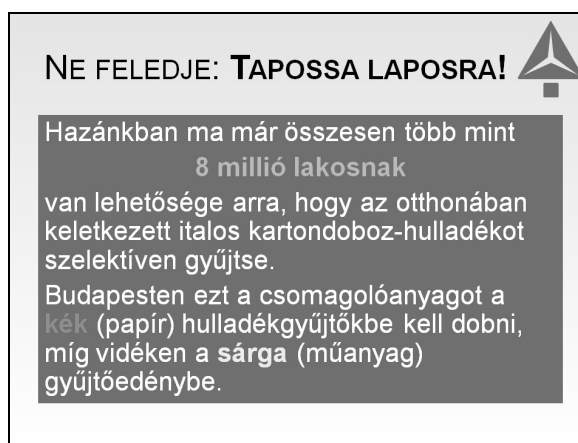 NE FELEDJE: TAPOSSA LAPOSRA!
Hazánkban ma már összesen több mint
8 millió lakosnak
van lehetősége arra, hogy az otthonában
keletkezett italos kartondoboz-hulladékot
szelektíven gyűjtse.
Budapesten ezt a csomagolóanyagot a
kék (papír) hulladékgyűjtőkbe kell dobni,
míg vidéken a sárga (műanyag)
gyűjtőedénybe.